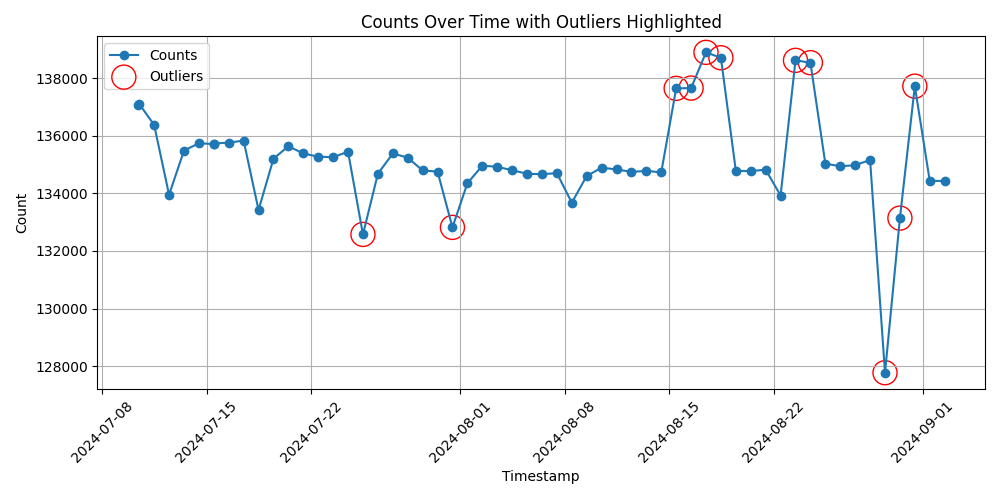 Counts Over Time with Outliers Highlighted
Counts
Outliers
138000
136000
134000
132000
130000
128000
Count
2024-07-08
2024-07-15
2024-07-22
2024-08-01
2024-08-08
2024-08-15
2024-08-22
2024-09-01
Timestamp